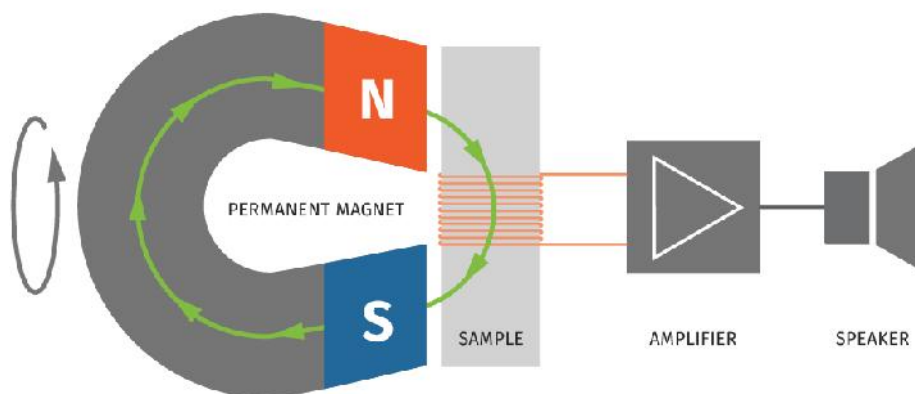 N
PERMANENT MAGNET
S
SAMPLE
AMPLIFIER
SPEAKER